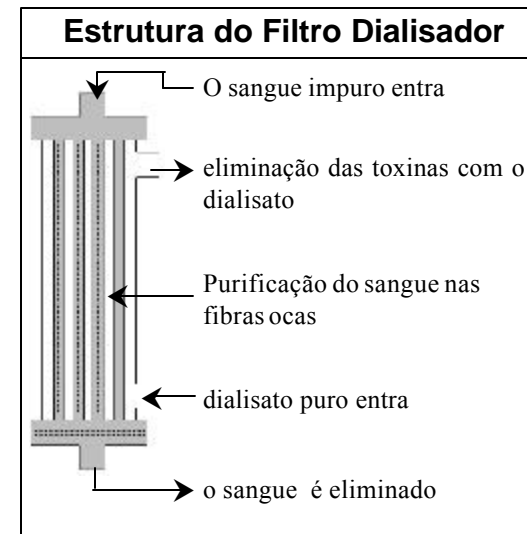 Estrutura do Filtro Dialisador
O sangue impuro entra
eliminação das toxinas com o
dialisato
Purificação do sangue nas
fibras ocas
dialisato puro entra
o sangue é eliminado